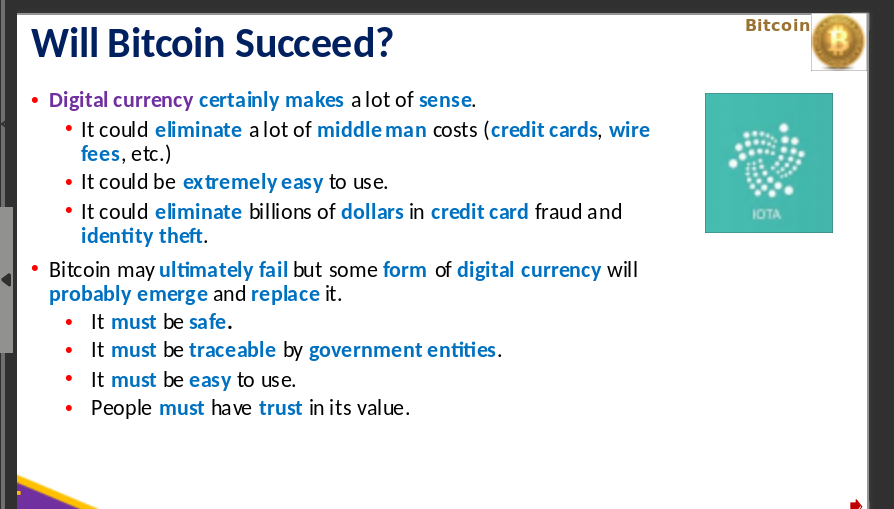 Bitcoin
Will Bitcoin Succeed?
• Digital currency certainly makes a lot of sense.
• It could eliminate a lot of middle man costs (credit cards, wire
fees, etc.)
• It could be extremely easy to use.
• It could eliminate billions of dollars in credit card fraud and
identity theft.
• Bitcoin may ultimately fail but some form of digital currency will
probably emerge and replace it.
• It must be safe.
• It must be traceable by government entities.
• It must be easy to use.
• People must have trust in its value.
IOTA